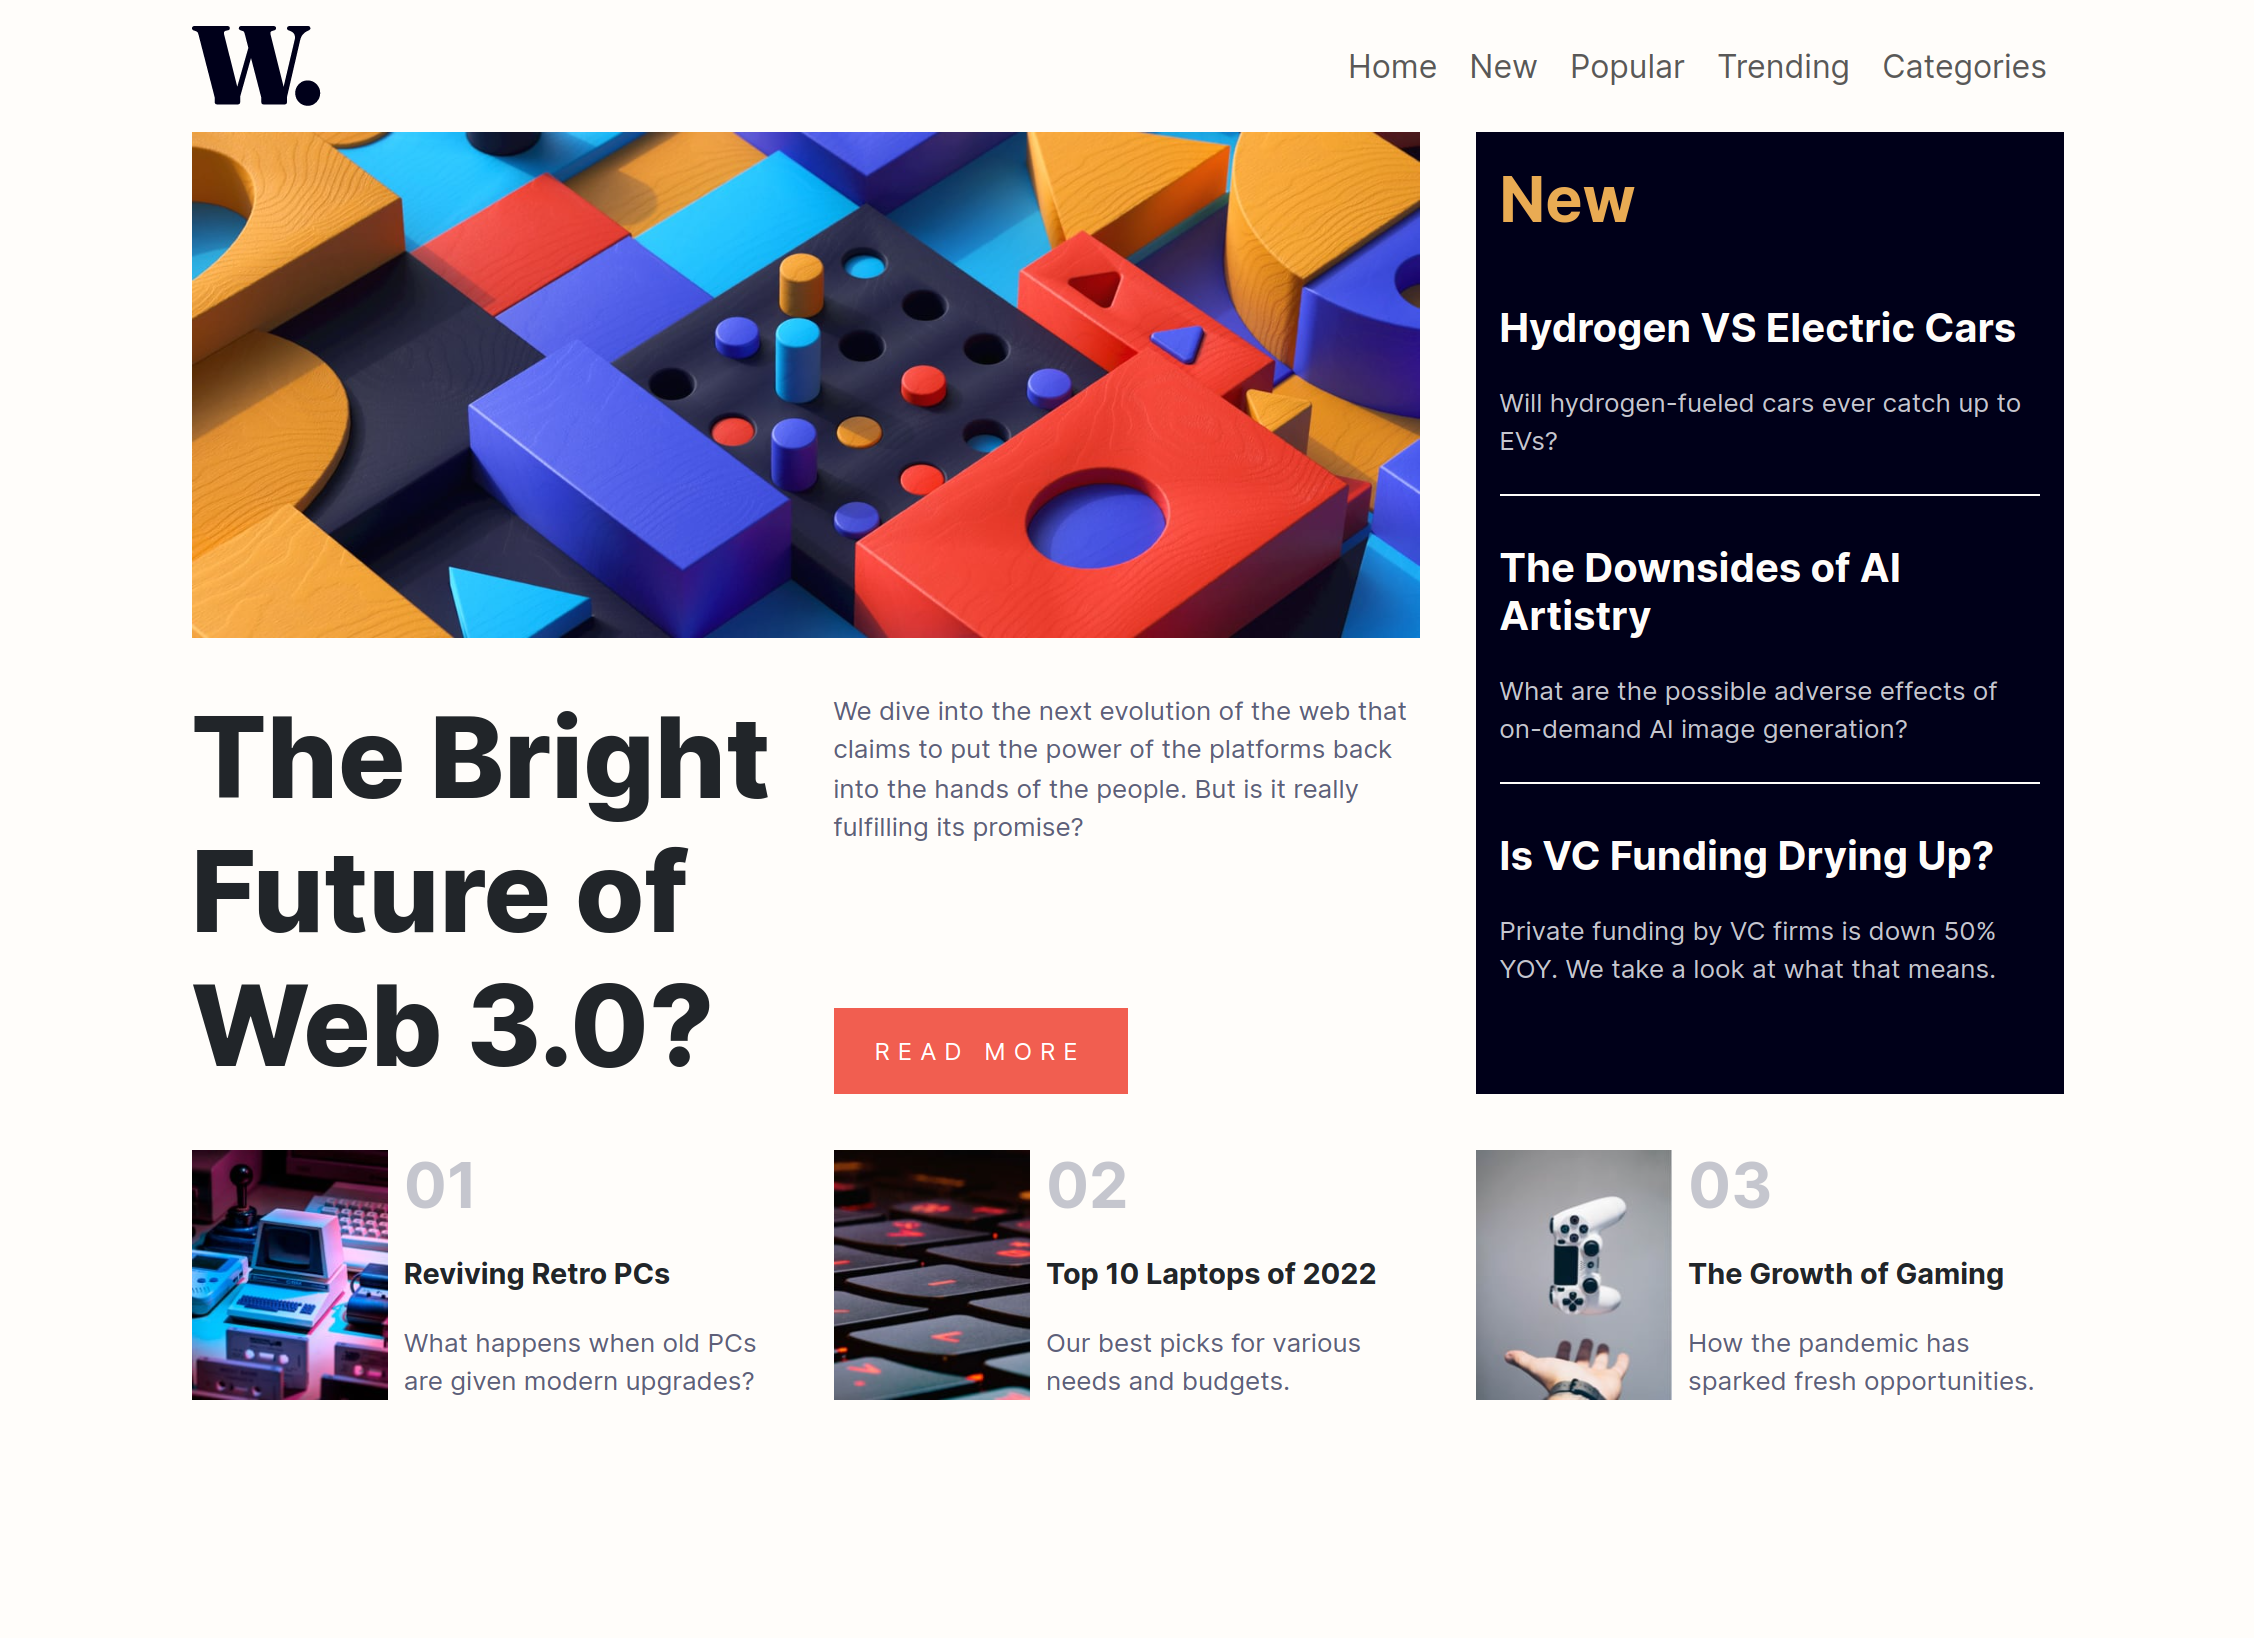 W.
Home New Popular Trending Categories
New
Hydrogen VS Electric Cars
Will hydrogen-fueled cars ever catch up to
EVs?
The Downsides of AI
Artistry
What are the possible adverse effects of
on-demand AI image generation?
Is VC Funding Drying Up?
Private funding by VC firms is down 50%
YOY. We take a look at what that means.
The Bright
Future of
Web 3.0?
We dive into the next evolution of the web that
claims to put the power of the platforms back
into the hands of the people. But is it really
fulfilling its promise?
READ MORE
01
Reviving Retro PCs
What happens when old PCs
are given modern upgrades?
02
Top 10 Laptops of 2022
Our best picks for various
needs and budgets.
03
The Growth of Gaming
How the pandemic has
sparked fresh opportunities.